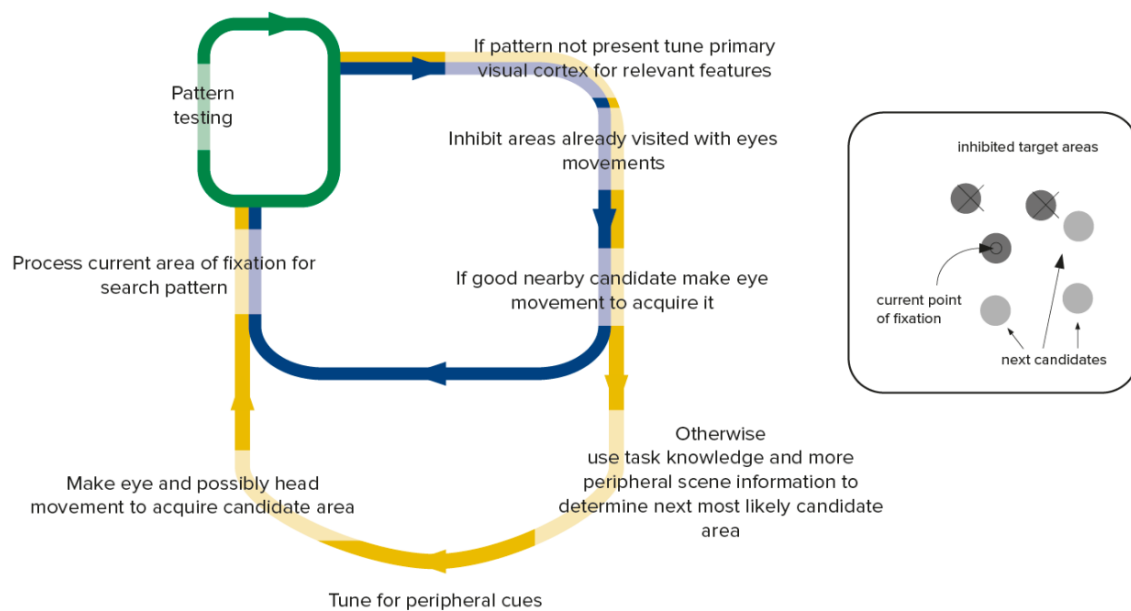 If pattern not present tune primary
visual cortex for relevant features
Pattern
testing
Inhibit areas already visited with eyes
movements
Process current area of fixation for
search pattern
If good nearby candidate make eye
movement to acquire it
Otherwise
use task knowledge and more
peripheral scene information to
determine next most likely candidate
area
Make eye and possibly head
movement to acquire candidate area
Tune for peripheral cues
inhibited target areas
current point
of fixation
next candidates